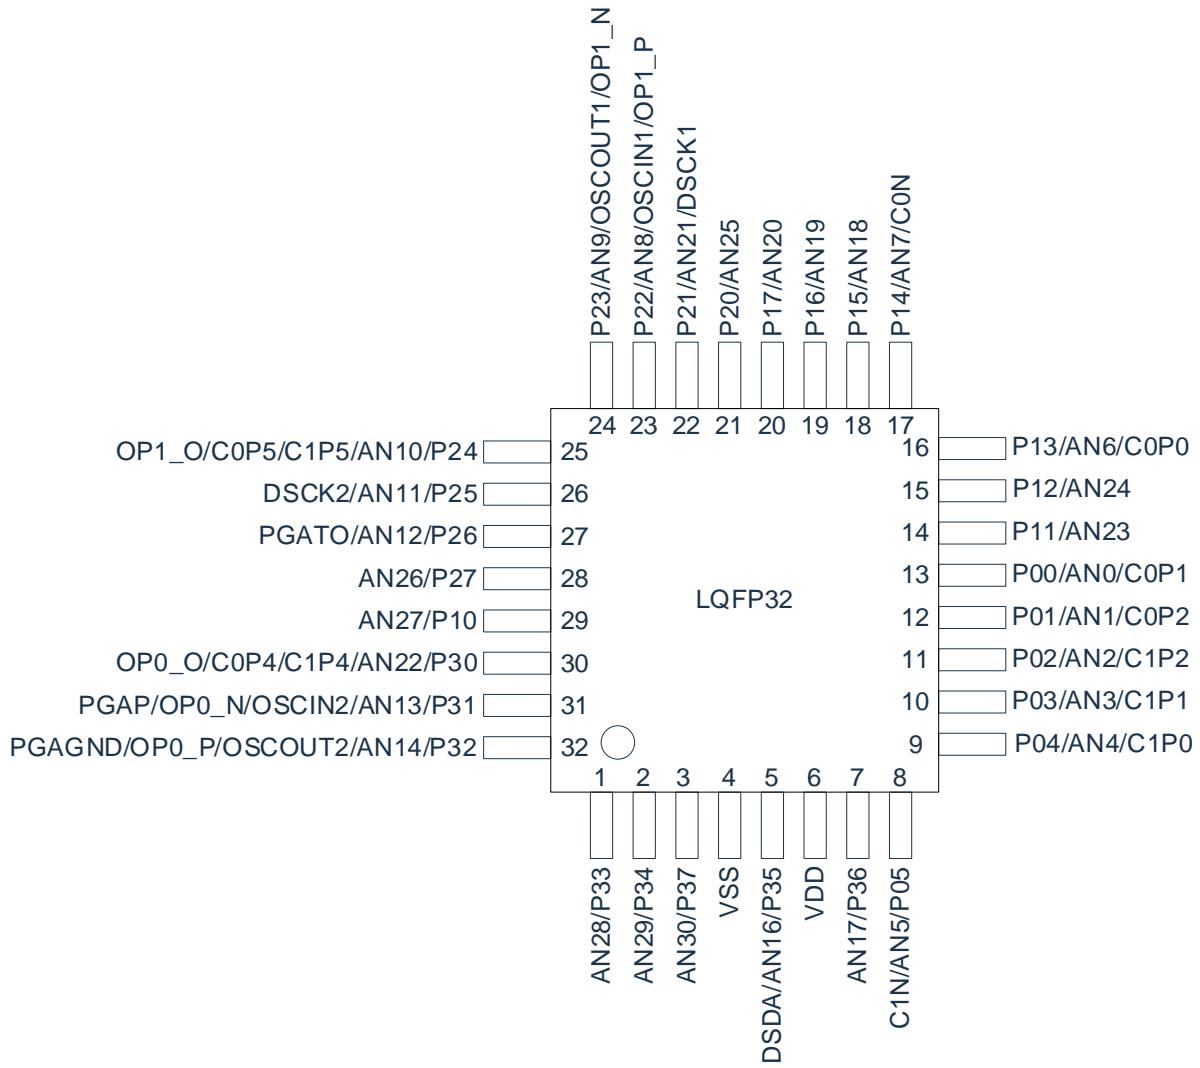 P23/AN9/OSCOUT1/OP1_N
P22/AN8/OSCIN1/OP1_P
P21/AN21/DSCK1
P20/AN25
P17/AN20
P16/AN19
P15/AN18
P14/AN7/C0N
24 23 22 21 20 19 18 17
OP1_O/C0P5/C1P5/AN10/P24 25
16 P13/AN6/C0P0
DSCK2/AN11/P25 26
15 P12/AN24
PGATO/AN12/P26 27
14 P11/AN23
AN26/P27 28
13 P00/AN0/C0P1
LQFP32
AN27/P10 29
12 P01/AN1/C0P2
OP0_O/C0P4/C1P4/AN22/P30 30
11 P02/AN2/C1P2
PGAP/OP0_N/OSCIN2/AN13/P31 31
10 P03/AN3/C1P1
PGAGND/OP0_P/OSCOUT2/AN14/P32 32
9 P04/AN4/C1P0
1 2 3 4 5 6 7 8
AN28/P33
AN29/P34
AN30/P37
VSS
DSDA/AN16/P35
VDD
AN17/P36
C1N/AN5/P05